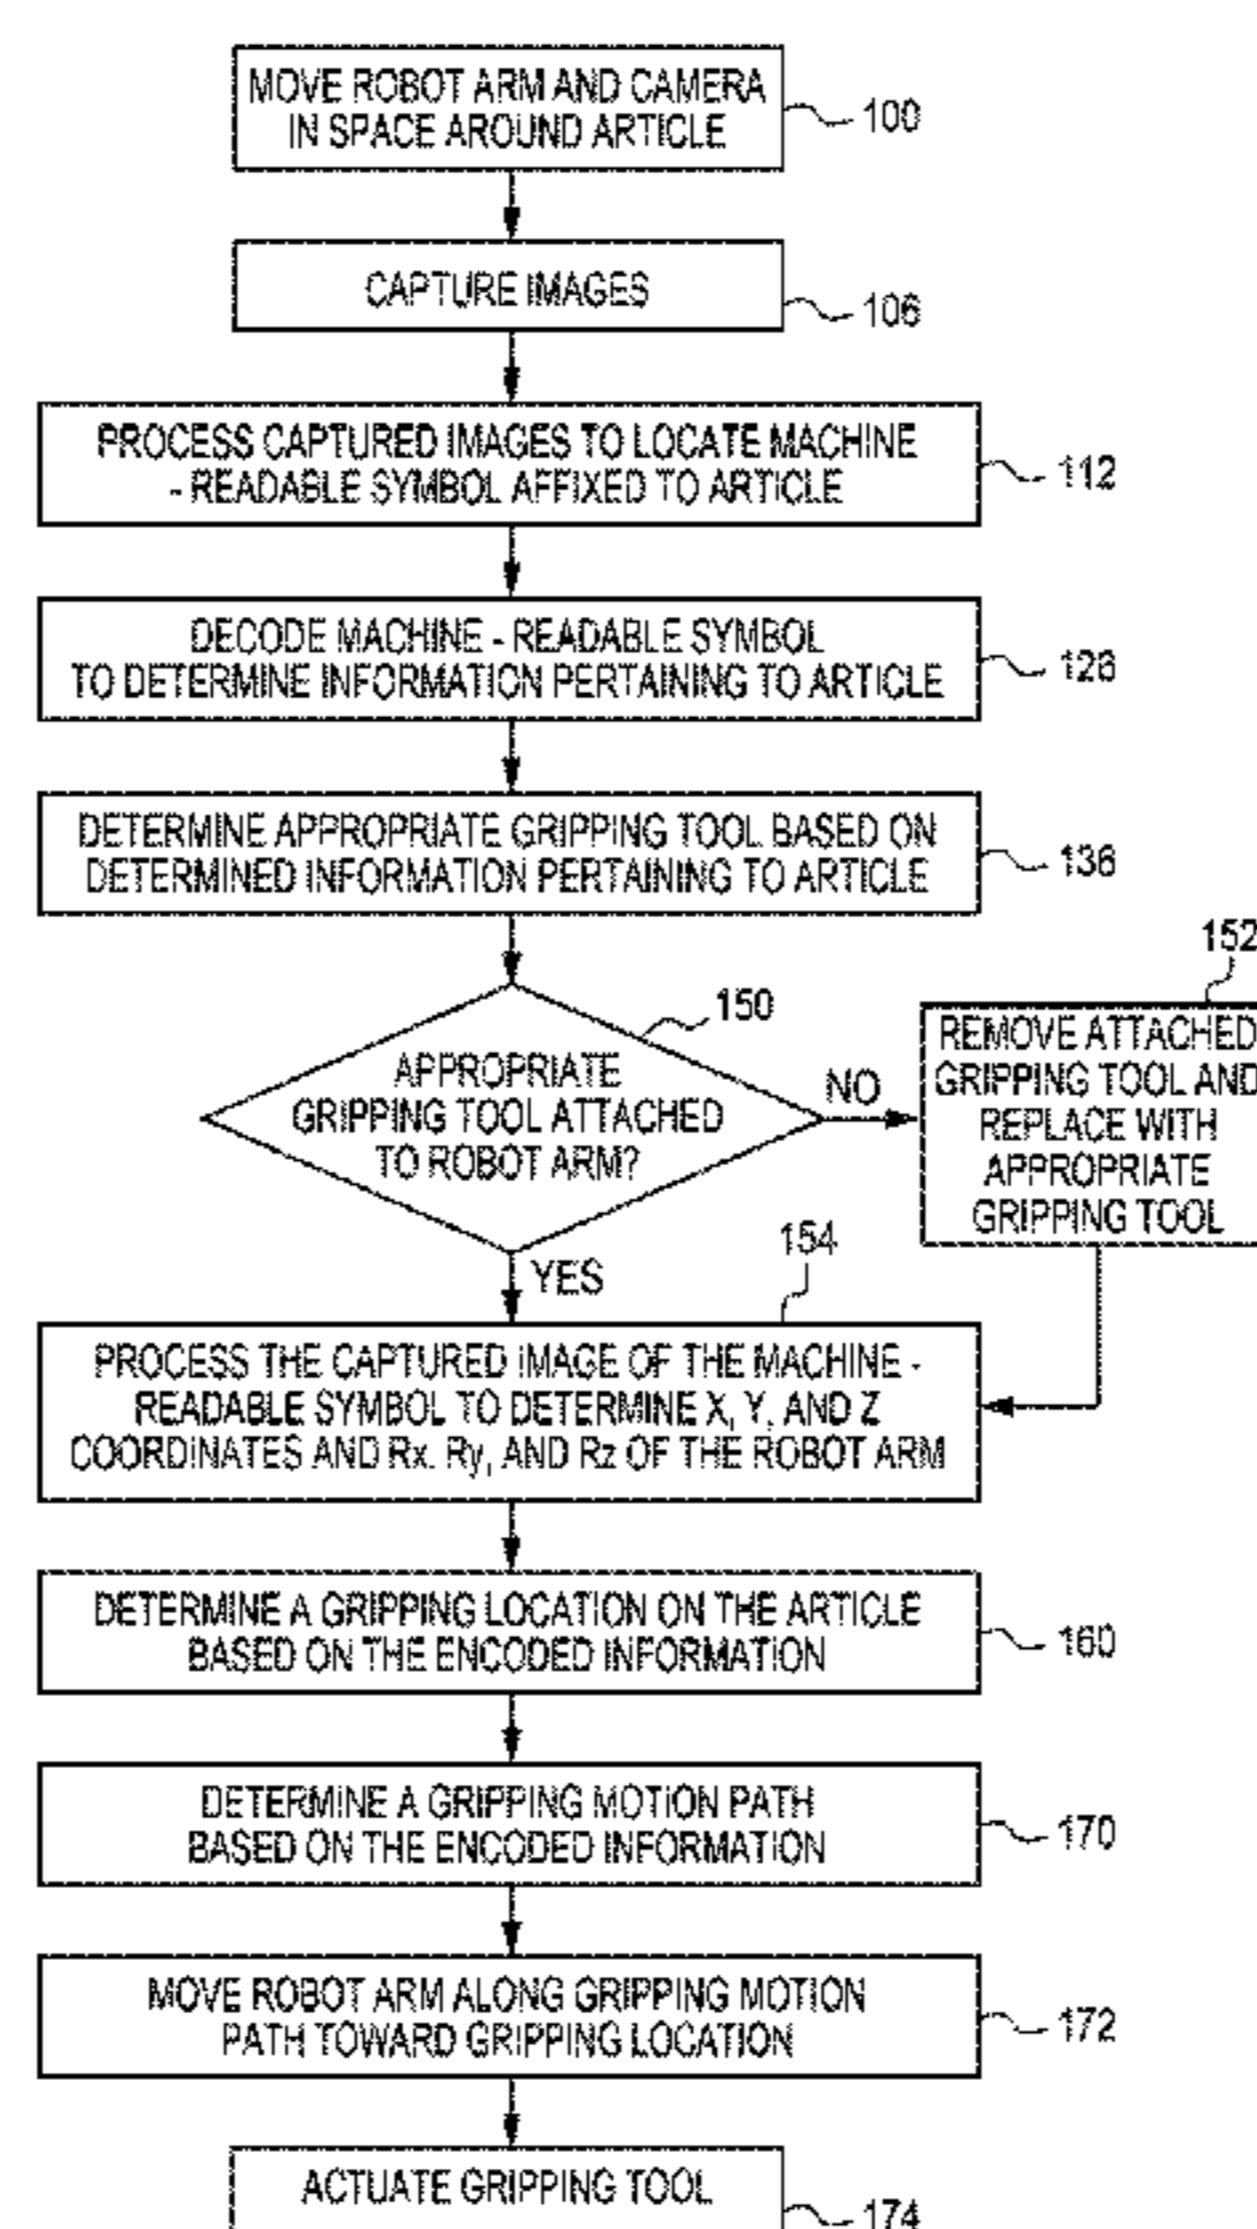 MOVE ROBOT ARM AND CAMERA
IN SPACE AROUND ARTICLE
100
CAPTURE IMAGES
106
PROCESS CAPTURED IMAGES TO LOCATE MACHINE
- READABLE SYMBOL AFFIXED TO ARTICLE
112
DECODE MACHINE - READABLE SYMBOL
TO DETERMINE INFORMATION PERTAINING TO ARTICLE
126
DETERMINE APPROPRIATE GRIPPING TOOL BASED ON
DETERMINED INFORMATION PERTAINING TO ARTICLE
136
150
APPROPRIATE
GRIPPING TOOL ATTACHED
TO ROBOT ARM?
NO
152
REMOVE ATTACHED
GRIPPING TOOL AND
REPLACE WITH
APPROPRIATE
GRIPPING TOOL
YES
154
PROCESS THE CAPTURED IMAGE OF THE MACHINE -
READABLE SYMBOL TO DETERMINE X, Y, AND Z
COORDINATES AND Rx. Ry, AND Rz OF THE ROBOT ARM
DETERMINE A GRIPPING LOCATION ON THE ARTICLE
BASED ON THE ENCODED INFORMATION
160
DETERMINE A GRIPPING MOTION PATH
BASED ON THE ENCODED INFORMATION
170
MOVE ROBOT ARM ALONG GRIPPING MOTION
PATH TOWARD GRIPPING LOCATION
172
ACTUATE GRIPPING TOOL
174